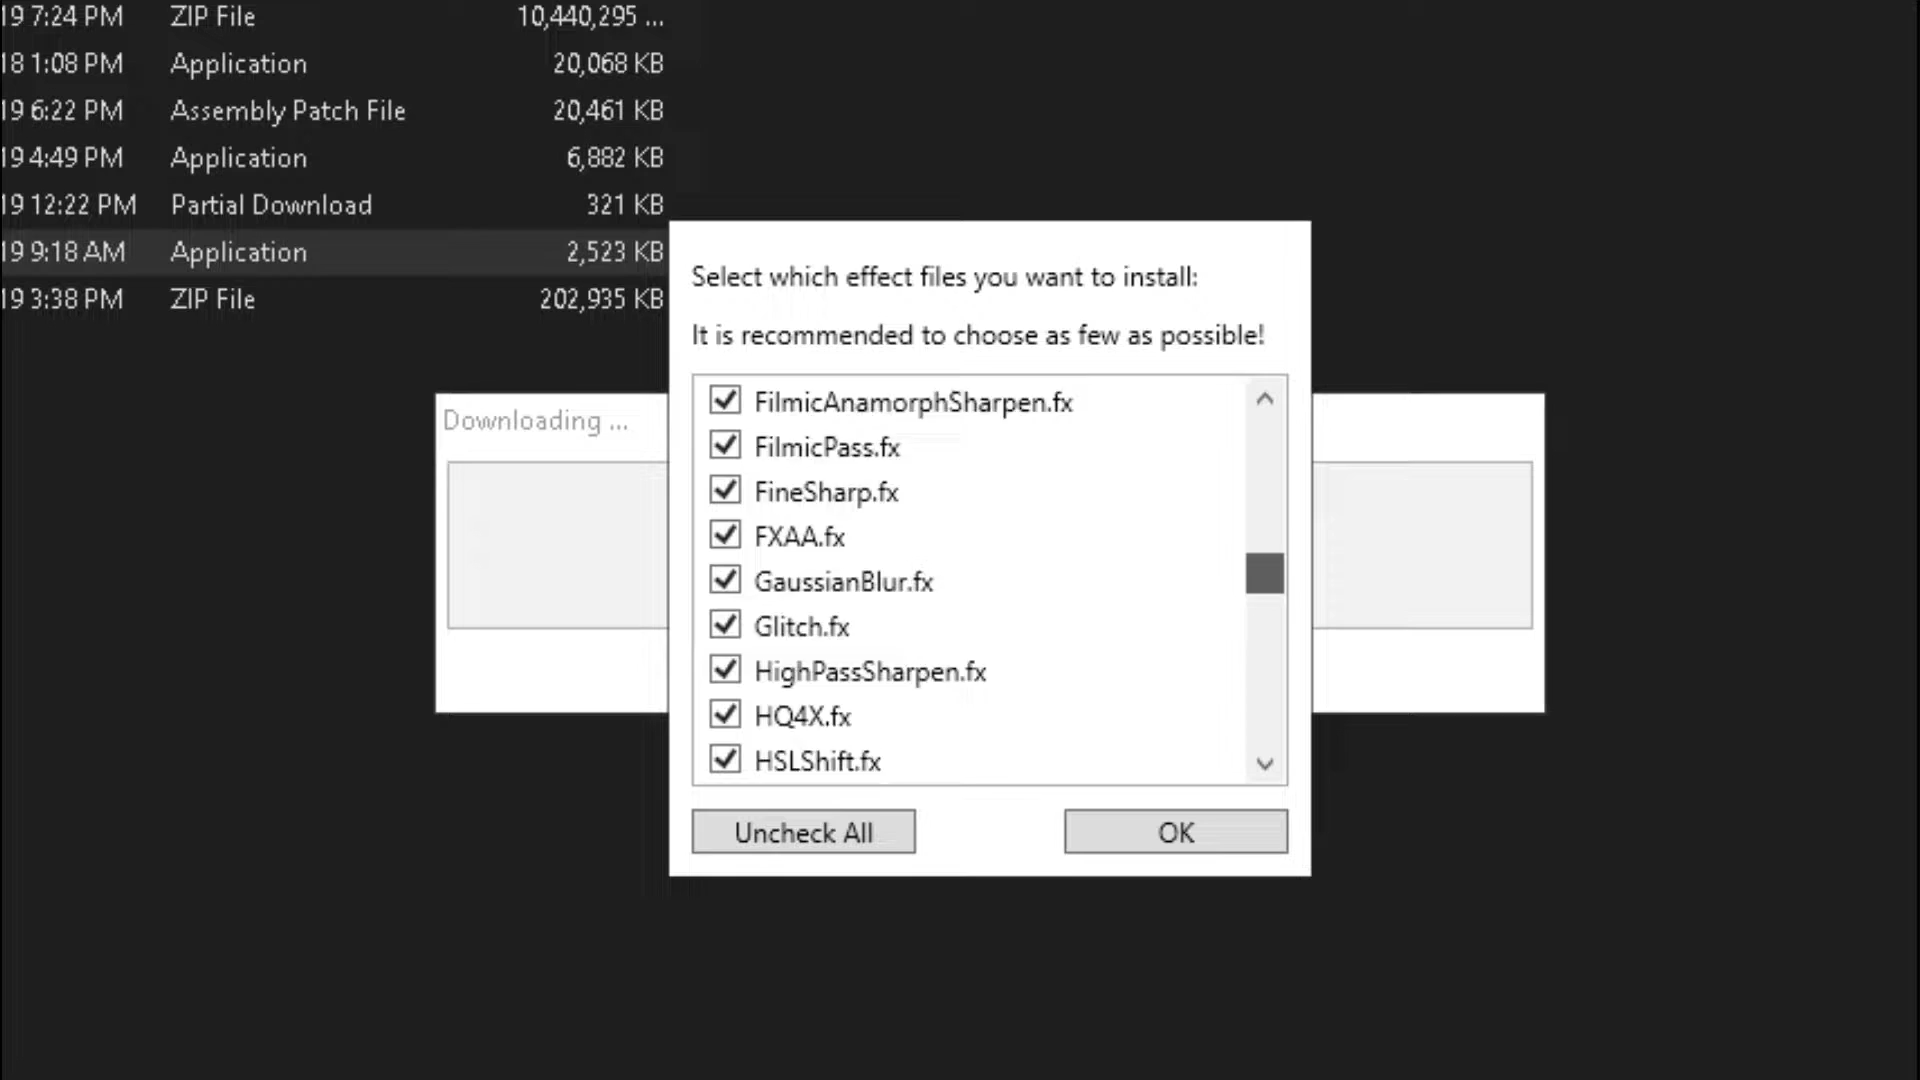 19 7:24 PM ZIP File 10,440,295 ...
18 1:08 PM Application 20,068 KB
19 6:22 PM Assembly Patch File 20,461 KB
19 4:49 PM Application 6,882 KB
19 12:22 PM Partial Download 321 KB
19 9:18 AM Application 2,523 KB
19 3:38 PM ZIP File 202,935 KB
Downloading ...
Select which effect files you want to install:
It is recommended to choose as few as possible!
FilmicAnamorphSharpen.fx
FilmicPass.fx
FineSharp.fx
FXAA.fx
GaussianBlur.fx
Glitch.fx
HighPassSharpen.fx
HQ4X.fx
HSLShift.fx
Uncheck All
OK